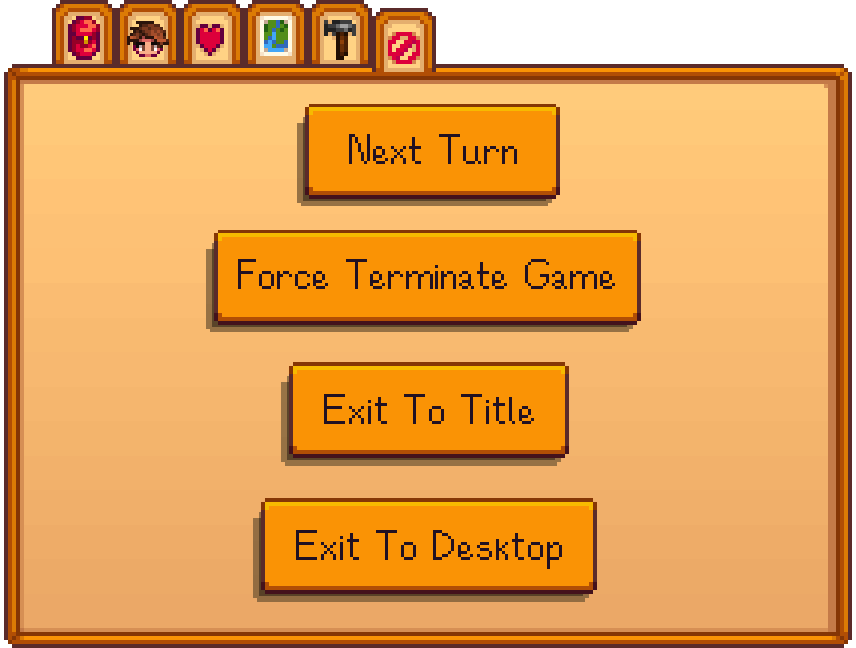 Next Turn
Force Terminate Game
Exit To Title
Exit To Desktop